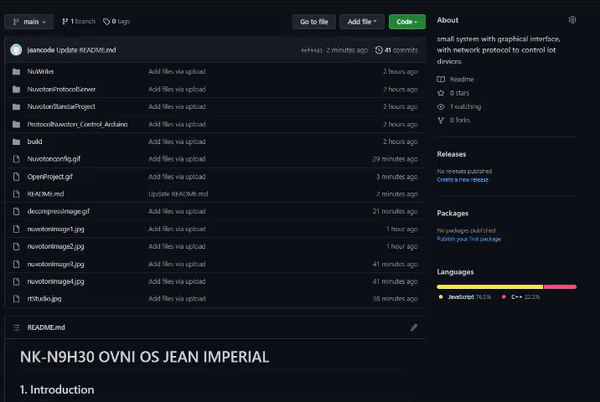 main
1 branch
0 tags
Go to file
Add file
Code
jeancode Update README.md
2 minutes ago
41 commits
NuWriter Add files via upload 2 hours ago
NuvotonProtocolServer Add files via upload 2 hours ago
NuvotonStandarProject Add files via upload 2 hours ago
ProtocolNuvoton_Control_Arduino Add files via upload 2 hours ago
build Add files via upload 2 hours ago
Nuvotonconfig.gif Add files via upload 29 minutes ago
OpenProject.gif Add files via upload 3 minutes ago
README.md Update README.md 2 minutes ago
decompressImage.gif Add files via upload 21 minutes ago
nuvotonImage1.jpg Add files via upload 1 hour ago
nuvotonImage2.jpg Add files via upload 1 hour ago
nuvotonImage3.jpg Add files via upload 41 minutes ago
nuvotonImage4.jpg Add files via upload 41 minutes ago
rtStudio.jpg Add files via upload 38 minutes ago
README.md
NK-N9H30 OVNI OS JEAN IMPERIAL
1. Introduction
About
small system with graphical interface,
with network protocol to control Iot
devices
Readme
0 stars
1 watching
0 forks
Releases
No releases published
Create a new release
Packages
No packages published
Publish your first package
Languages
JavaScript 76.5% C++ 23.5%